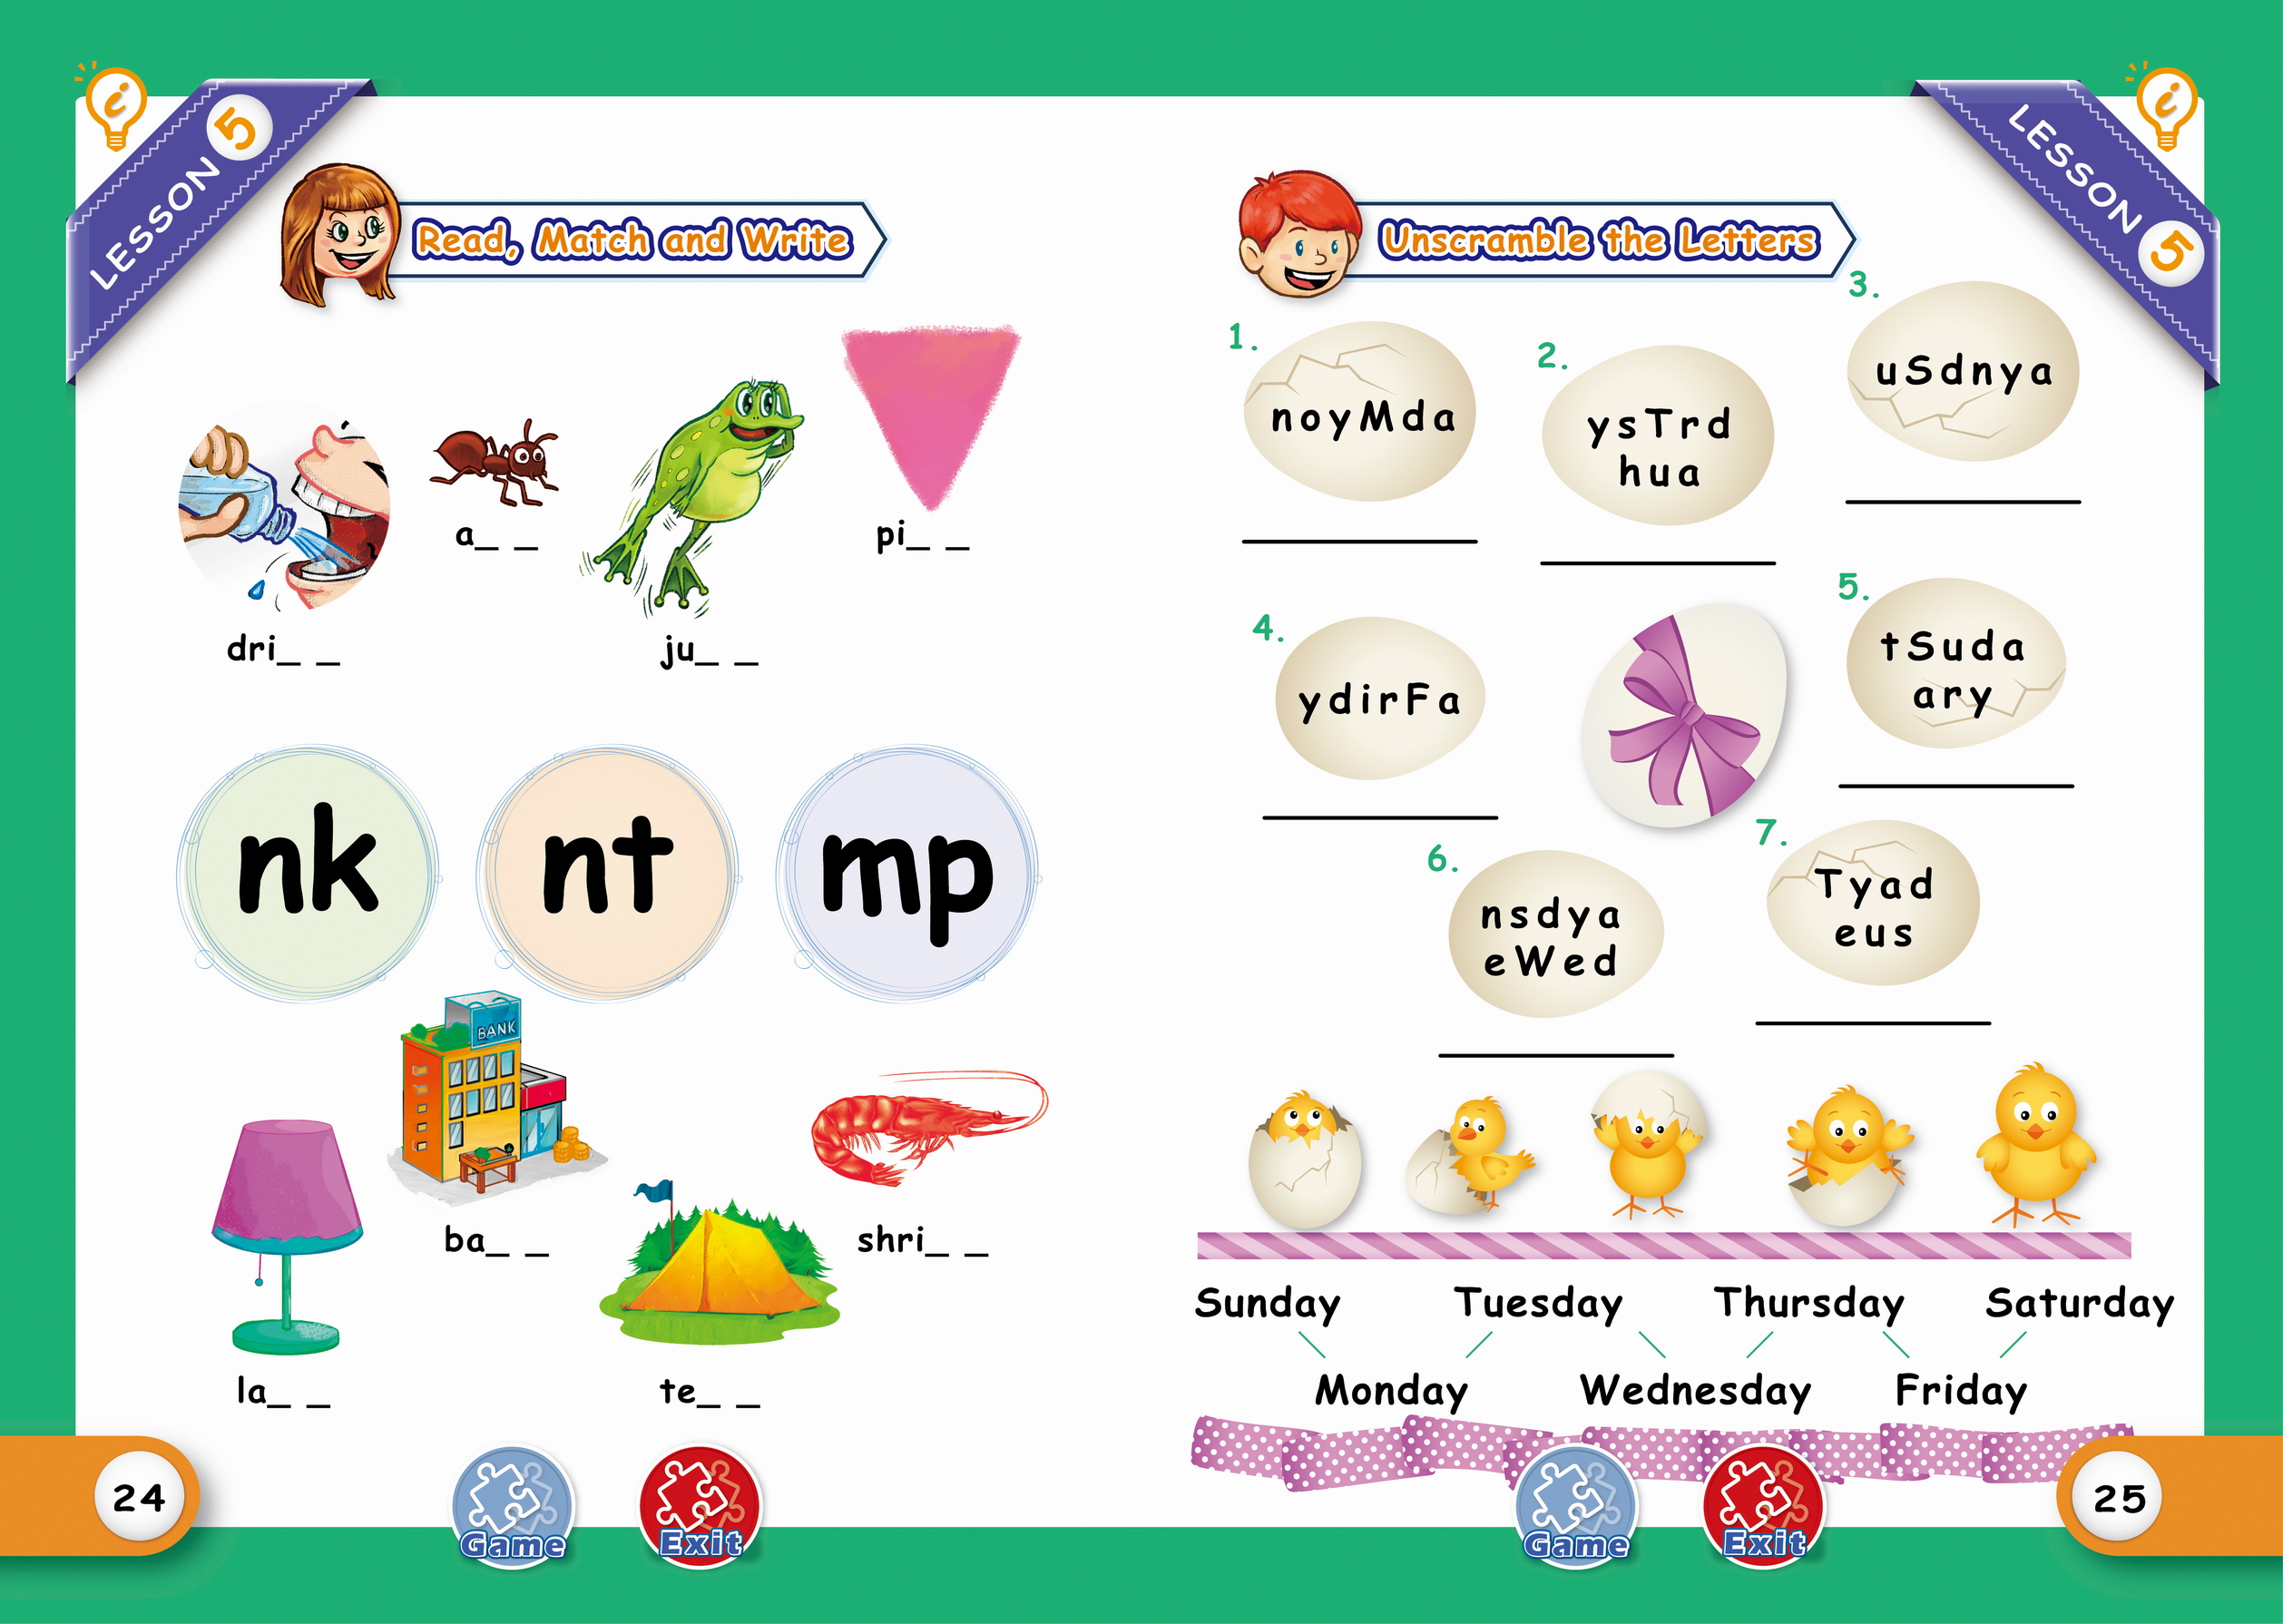 LESSON 5
Read, Match and Write
a_ _
pi_ _
dri_ _
ju_ _
nk
nt
mp
BANK
ba_ _
shri_ _
la_ _
te_ _
24
Game
Exit
LESSON 5
Unscramble the Letters
1.
noyMda
2.
ysTrd
hua
3.
uSdnya
4.
ydirFa
5.
tSuda
ary
6.
nsdya
eWed
7.
Tyad
eus
Sunday
Tuesday
Thursday
Saturday
Monday
Wednesday
Friday
Game
Exit
25